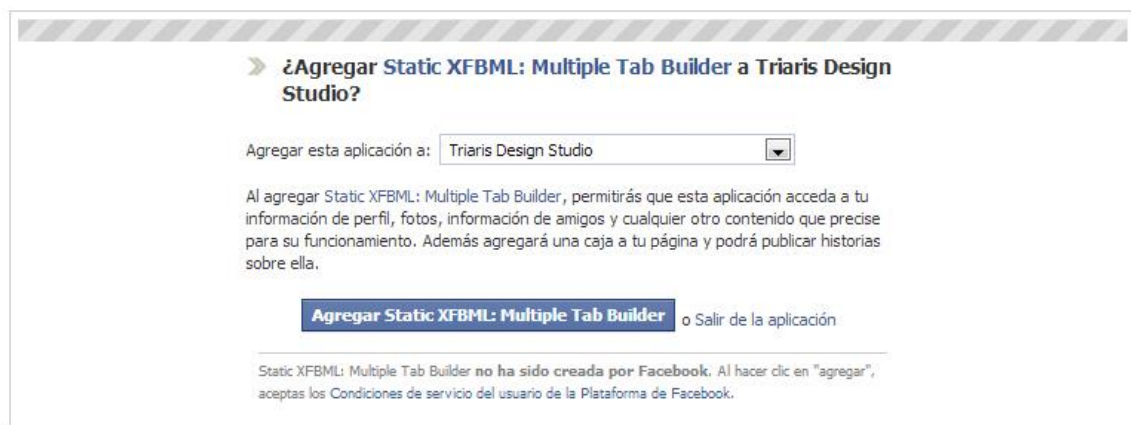 ¿Agregar Static XFBML: Multiple Tab Builder a Triaris Design
Studio?
Agregar esta aplicación a: Triaris Design Studio
Al agregar Static XFBML: Multiple Tab Builder, permitirás que esta aplicación acceda a tu
información de perfil, fotos, información de amigos y cualquier otro contenido que precise
para su funcionamiento. Además agregará una caja a tu página y podrá publicar historias
sobre ella.
Agregar Static XFBML: Multiple Tab Builder o Salir de la aplicación
Static XFBML: Multiple Tab Builder no ha sido creada por Facebook. Al hacer clic en "agregar",
aceptas los Condiciones de servicio del usuario de la Plataforma de Facebook.